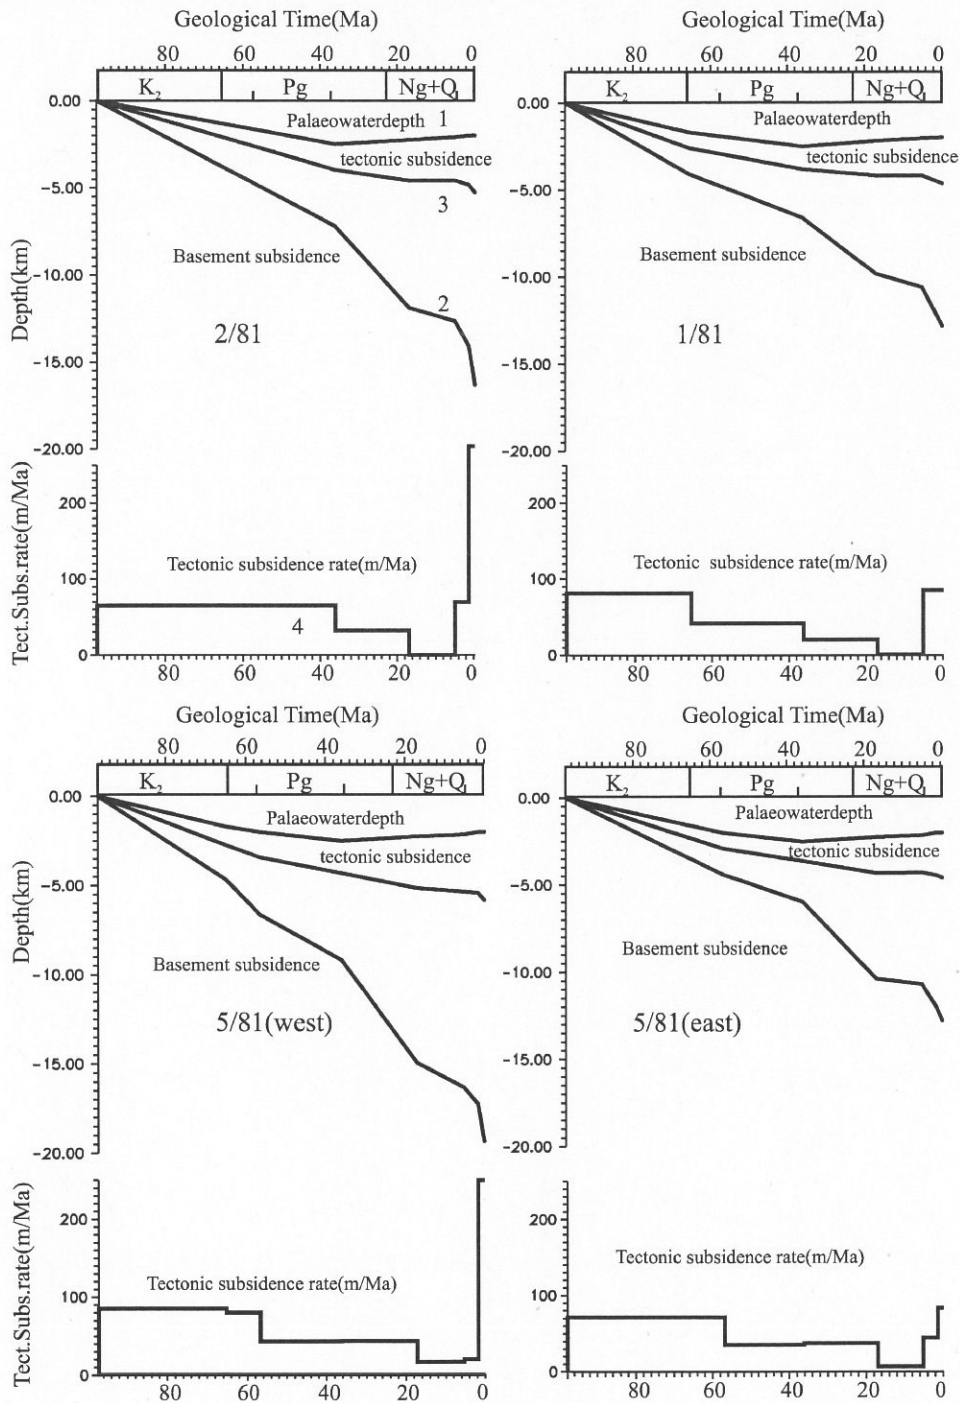 Geological Time(Ma)
80 60 40 20 0
K₂ Pg Ng+Q
0.00
-5.00
-10.00
-15.00
-20.00
Depth(km)
Palaeowaterdepth 1
tectonic subsidence
3
Basement subsidence
2
2/81
200
100
0
Tect.Subs.rate(m/Ma)
Tectonic subsidence rate(m/Ma)
4
80 60 40 20 0
Geological Time(Ma)
80 60 40 20 0
K₂ Pg Ng+Q
0.00
-5.00
-10.00
-15.00
-20.00
Palaeowaterdepth
tectonic subsidence
Basement subsidence
1/81
200
100
0
Tectonic subsidence rate(m/Ma)
80 60 40 20 0
Geological Time(Ma)
80 60 40 20 0
K₂ Pg Ng+Q
0.00
-5.00
-10.00
-15.00
-20.00
Depth(km)
Palaeowaterdepth
tectonic subsidence
Basement subsidence
5/81(west)
200
100
0
Tect.Subs.rate(m/Ma)
Tectonic subsidence rate(m/Ma)
80 60 40 20 0
Geological Time(Ma)
80 60 40 20 0
K₂ Pg Ng+Q
0.00
-5.00
-10.00
-15.00
-20.00
Palaeowaterdepth
tectonic subsidence
Basement subsidence
5/81(east)
200
100
0
Tectonic subsidence rate(m/Ma)
80 60 40 20 0